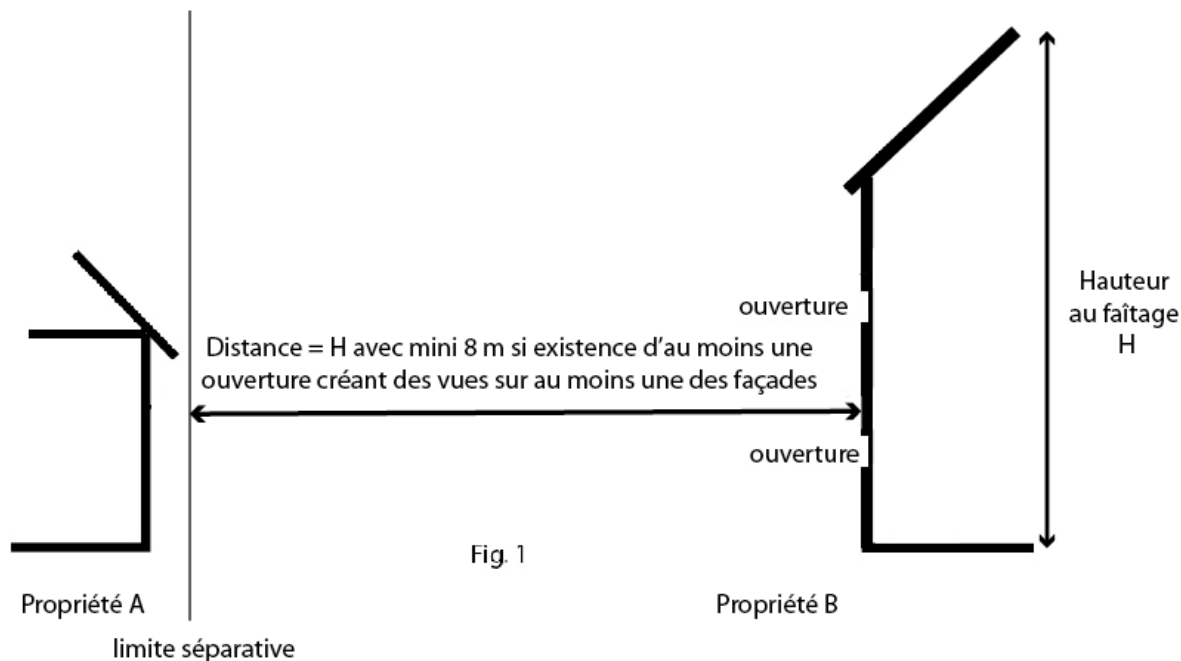 ouverture
Hauteur
au faîtage
H
Distance = H avec mini 8 m si existence d'au moins une
ouverture créant des vues sur au moins une des façades
ouverture
Fig. 1
Propriété A
Propriété B
limite séparative